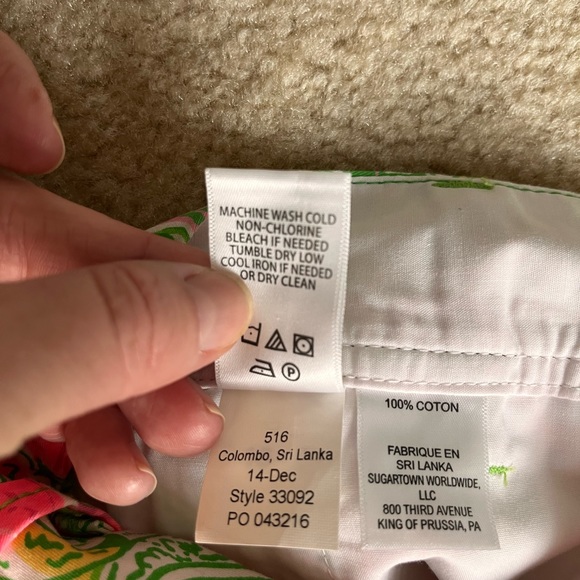 MACHINE WASH COLD
NON-CHLORINE
BLEACH IF NEEDED
TUMBLE DRY LOW
COOL IRON IF NEEDED
OR DRY CLEAN
P
516
Colombo, Sri Lanka
14-Dec
Style 33092
PO 043216
100% COTON
FABRIQUE EN
SRI LANKA
SUGARTOWN WORLDWIDE,
LLC
800 THIRD AVENUE
KING OF PRUSSIA, PA